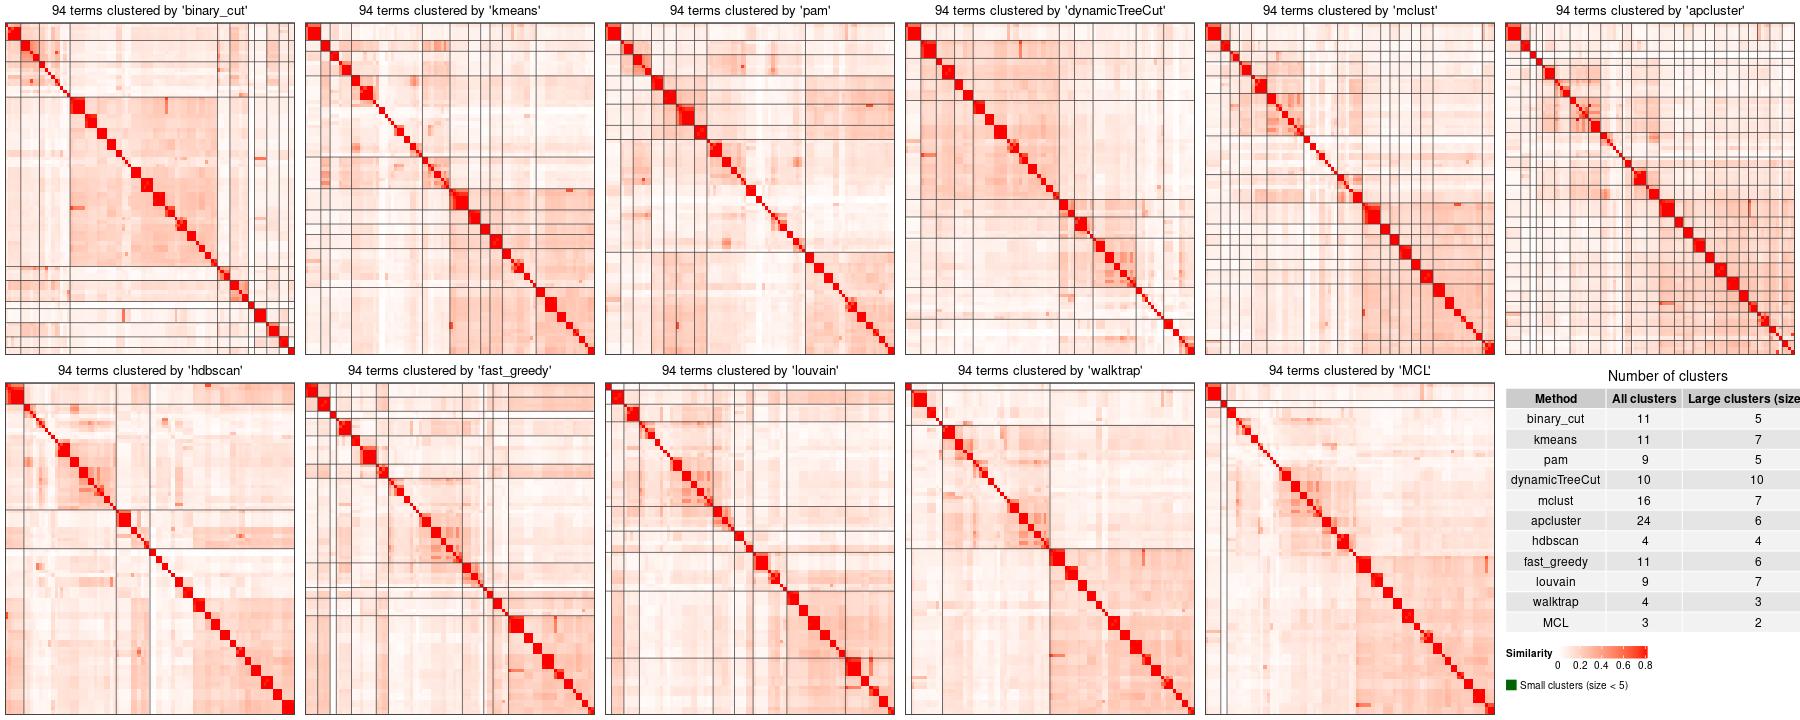 94 terms clustered by 'binary_cut'
94 terms clustered by 'kmeans'
94 terms clustered by 'pam'
94 terms clustered by 'dynamicTreeCut'
94 terms clustered by 'mclust'
94 terms clustered by 'apcluster'
94 terms clustered by 'hdbscan'
94 terms clustered by 'fast_greedy'
94 terms clustered by 'louvain'
94 terms clustered by 'walktrap'
94 terms clustered by 'MCL'
Number of clusters
Method All clusters Large clusters (size
binary_cut 11 5
kmeans 11 7
pam 9 5
dynamicTreeCut 10 10
mclust 16 7
apcluster 24 6
hdbscan 4 4
fast_greedy 11 6
louvain 9 7
walktrap 4 3
MCL 3 2
Similarity
0 0.2 0.4 0.6 0.8
Small clusters (size < 5)